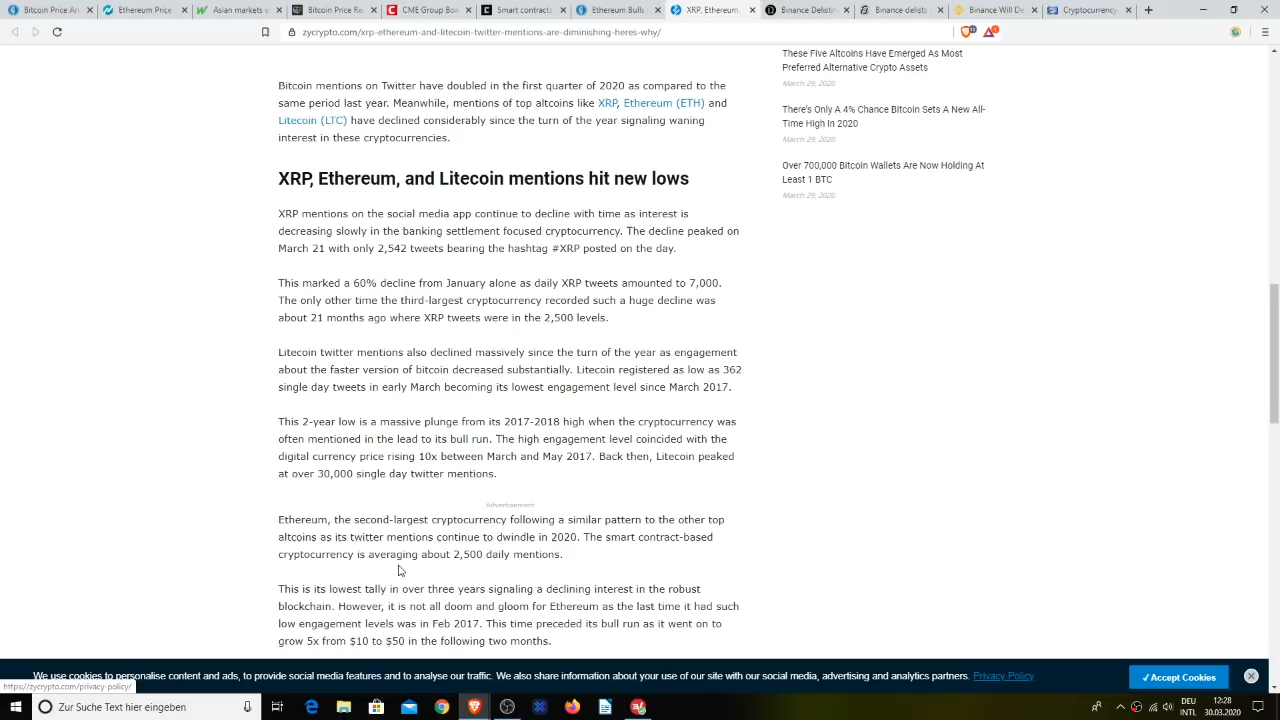 Bitcoin Price An
Ethereum Price
Asian markets e
Bitcoin Price Re
CME Group Boa
Smart contracts
Ethereum Bulls
XRP, Ethereum,
Binance Delistin
Binance delists
Binance Will De
Cryptocurrency
zycrypto.com/xrp-ethereum-and-litecoin-twitter-mentions-are-diminishing-heres-why/
Bitcoin mentions on Twitter have doubled in the first quarter of 2020 as compared to the
same period last year. Meanwhile, mentions of top altcoins like XRP, Ethereum (ETH) and
Litecoin (LTC) have declined considerably since the turn of the year signaling waning
interest in these cryptocurrencies.
XRP, Ethereum, and Litecoin mentions hit new lows
XRP mentions on the social media app continue to decline with time as interest is
decreasing slowly in the banking settlement focused cryptocurrency. The decline peaked on
March 21 with only 2,542 tweets bearing the hashtag #XRP posted on the day.
This marked a 60% decline from January alone as daily XRP tweets amounted to 7,000.
The only other time the third-largest cryptocurrency recorded such a huge decline was
about 21 months ago where XRP tweets were in the 2,500 levels.
Litecoin twitter mentions also declined massively since the turn of the year as engagement
about the faster version of bitcoin decreased substantially. Litecoin registered as low as 362
single day tweets in early March becoming its lowest engagement level since March 2017.
This 2-year low is a massive plunge from its 2017-2018 high when the cryptocurrency was
often mentioned in the lead to its bull run. The high engagement level coincided with the
digital currency price rising 10x between March and May 2017. Back then, Litecoin peaked
at over 30,000 single day twitter mentions.
Advertisement
Ethereum, the second-largest cryptocurrency following a similar pattern to the other top
altcoins as its twitter mentions continue to dwindle in 2020. The smart contract-based
cryptocurrency is averaging about 2,500 daily mentions.
This is its lowest tally in over three years signaling a declining interest in the robust
blockchain. However, it is not all doom and gloom for Ethereum as the last time it had such
low engagement levels was in Feb 2017. This time preceded its bull run as it went on to
grow 5x from $10 to $50 in the following two months.
These Five Altcoins Have Emerged As Most
Preferred Alternative Crypto Assets
March 29, 2020
There's Only A 4% Chance Bitcoin Sets A New All-
Time High In 2020
March 29, 2020
Over 700,000 Bitcoin Wallets Are Now Holding At
Least 1 BTC
March 29, 2020
We use cookies to personalise content and ads, to provide social media features and to analyse our traffic. We also share information about your use of our site with our social media, advertising and analytics partners. Privacy Policy
✓Accept Cookies
https://zycrypto.com/privacy-policy/
Zur Suche Text hier eingeben
DEU
INTL
12:28
30.03.2020